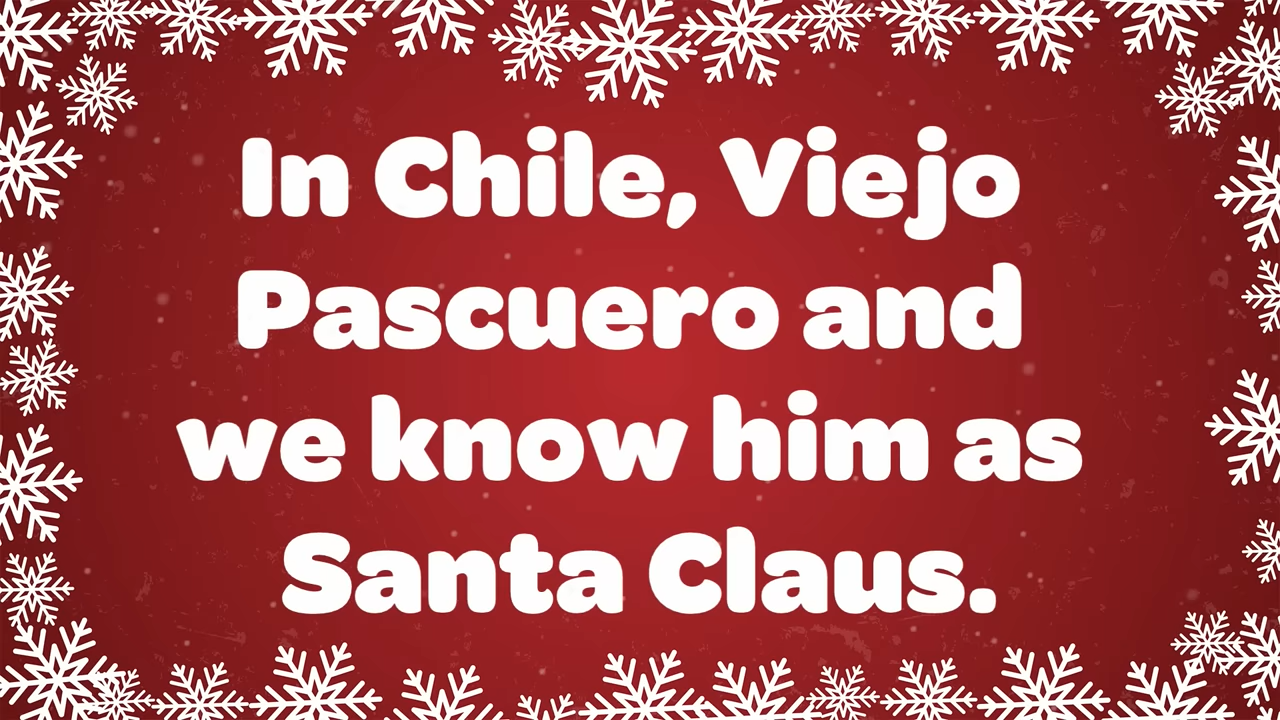 In Chile, Viejo
Pascuero and
we know him as
Santa Claus.